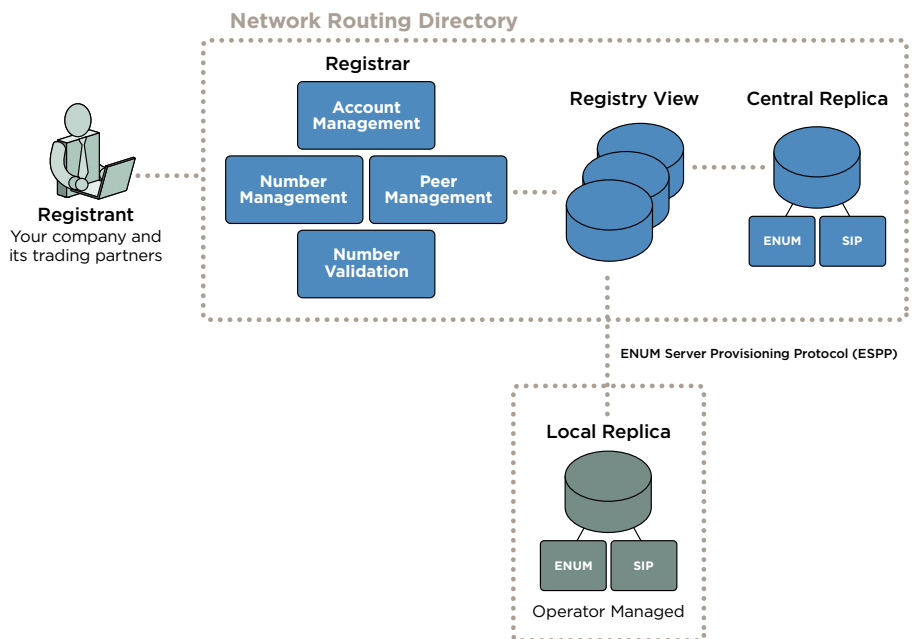 Network Routing Directory
Registrar
Account
Management
Number
Management
Peer
Management
Number
Validation
Registry View
Central Replica
ENUM
SIP
Registrant
Your company and
its trading partners
ENUM Server Provisioning Protocol (ESPP)
Local Replica
ENUM
SIP
Operator Managed